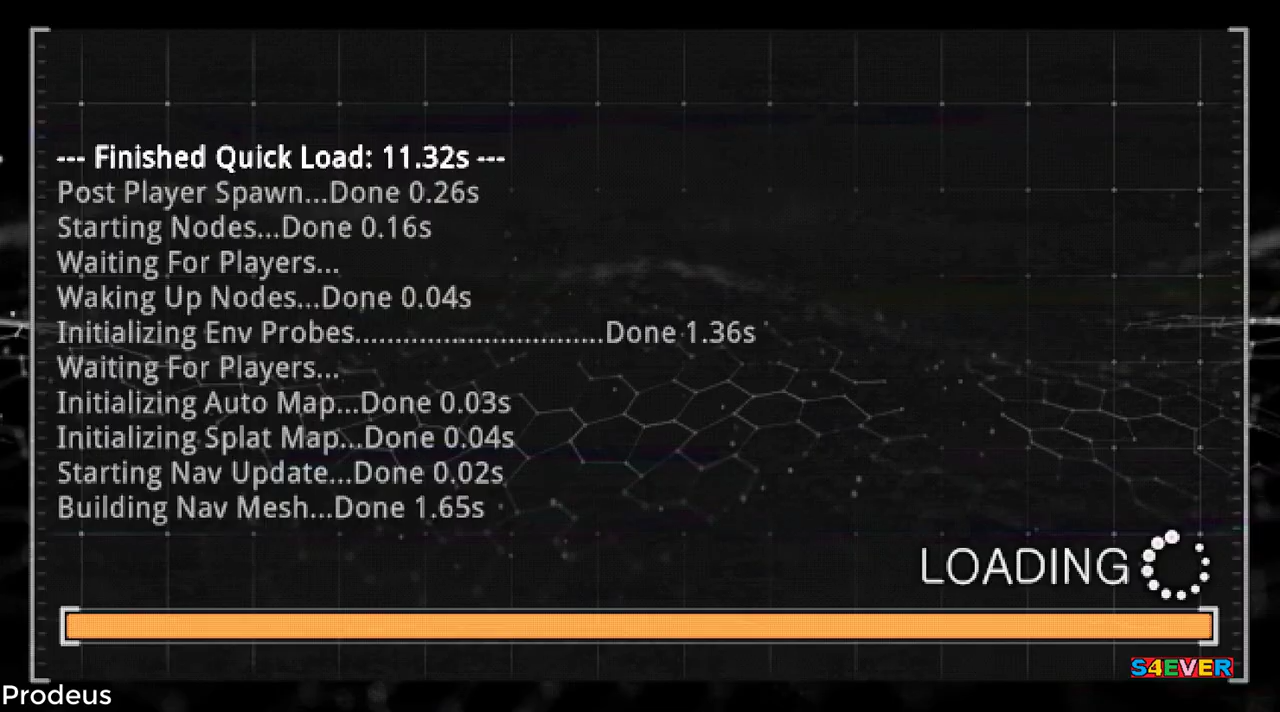 --- Finished Quick Load: 11.32s ---
Post Player Spawn...Done 0.26s
Starting Nodes...Done 0.16s
Waiting For Players...
Waking Up Nodes...Done 0.04s
Initializing Env Probes................................Done 1.36s
Waiting For Players...
Initializing Auto Map...Done 0.03s
Initializing Splat Map...Done 0.04s
Starting Nav Update...Done 0.02s
Building Nav Mesh...Done 1.65s
LOADING
S4EVER
Prodeus